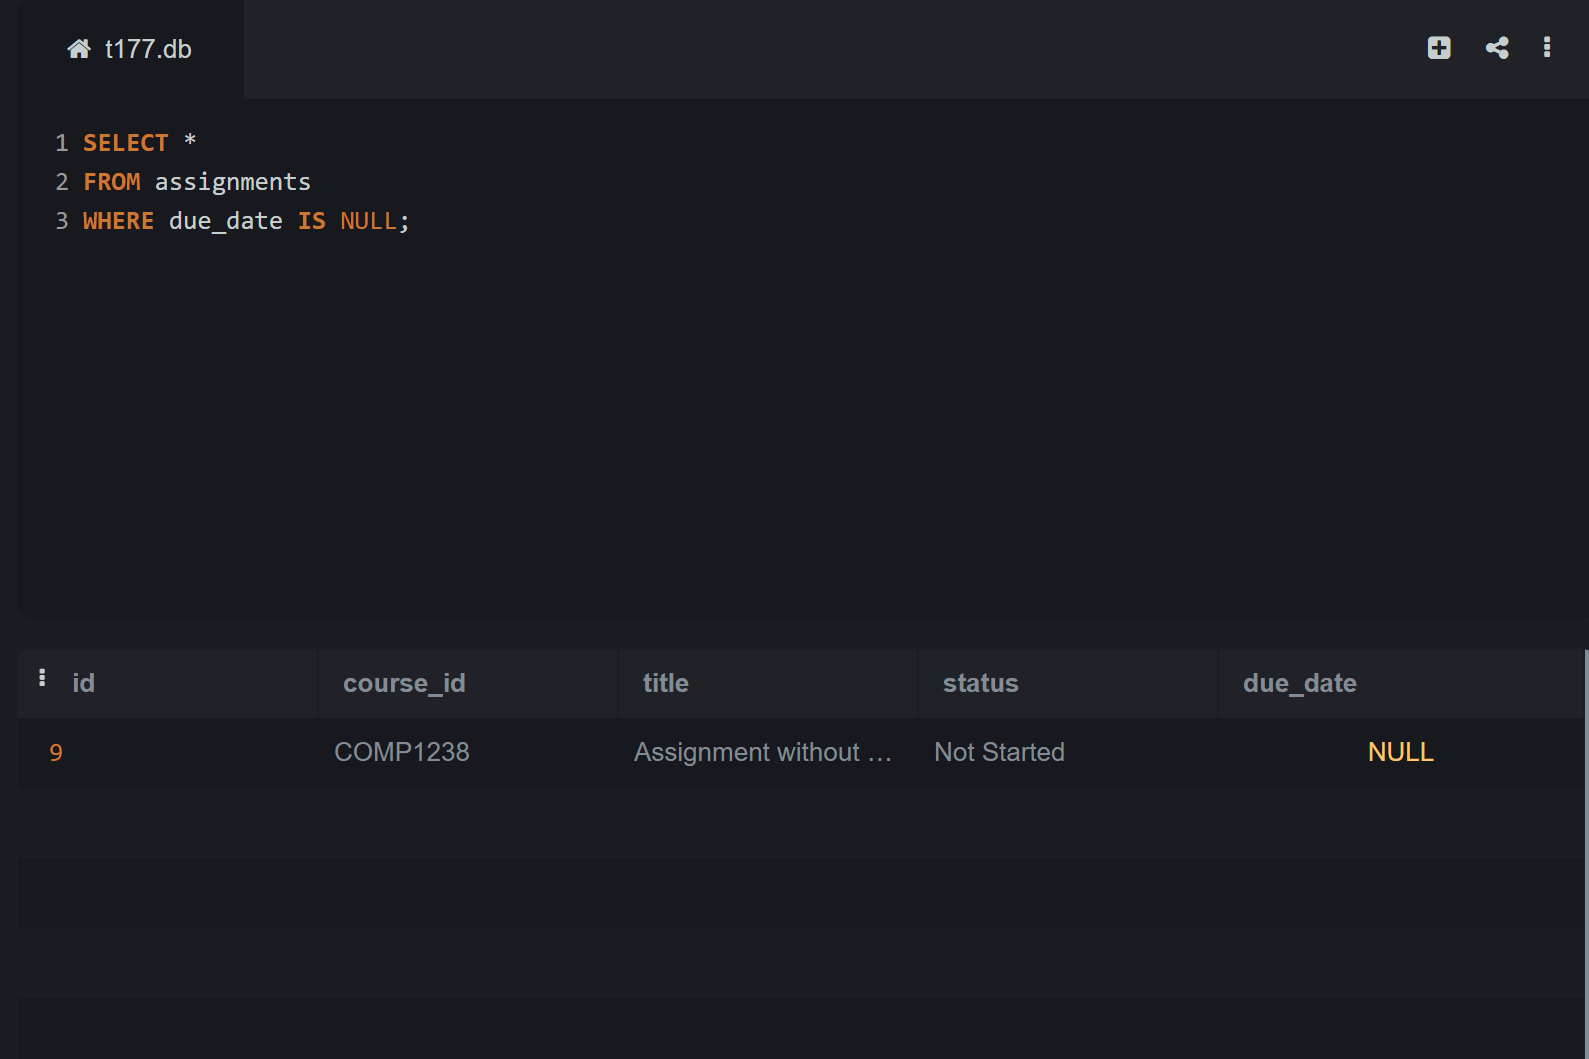 t177.db
1 SELECT *
2 FROM assignments
3 WHERE due_date IS NULL;
id course_id title status due_date
9 COMP1238 Assignment without … Not Started NULL